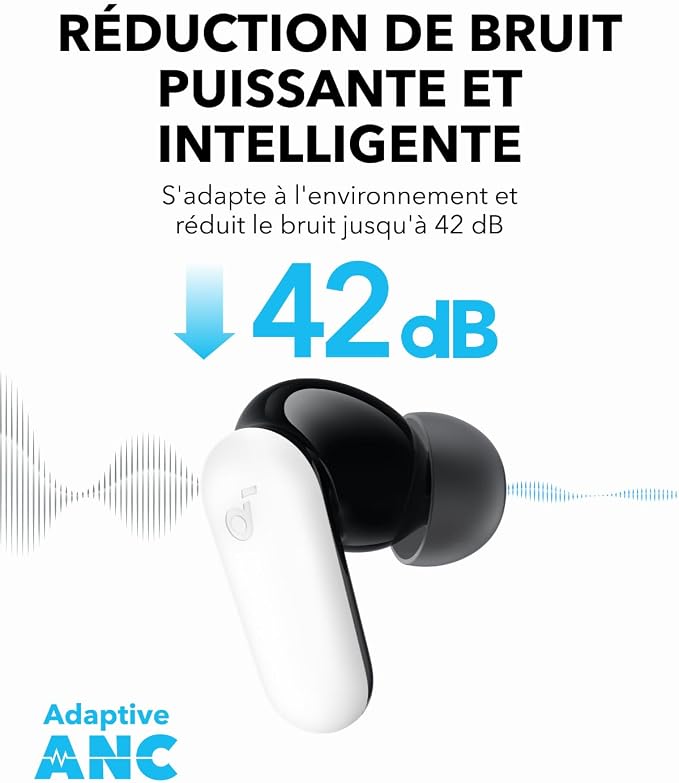 RÉDUCTION DE BRUIT
PUISSANTE ET
INTELLIGENTE
S'adapte à l'environnement et
réduit le bruit jusqu'à 42 dB
42 dB
Adaptive
ANC